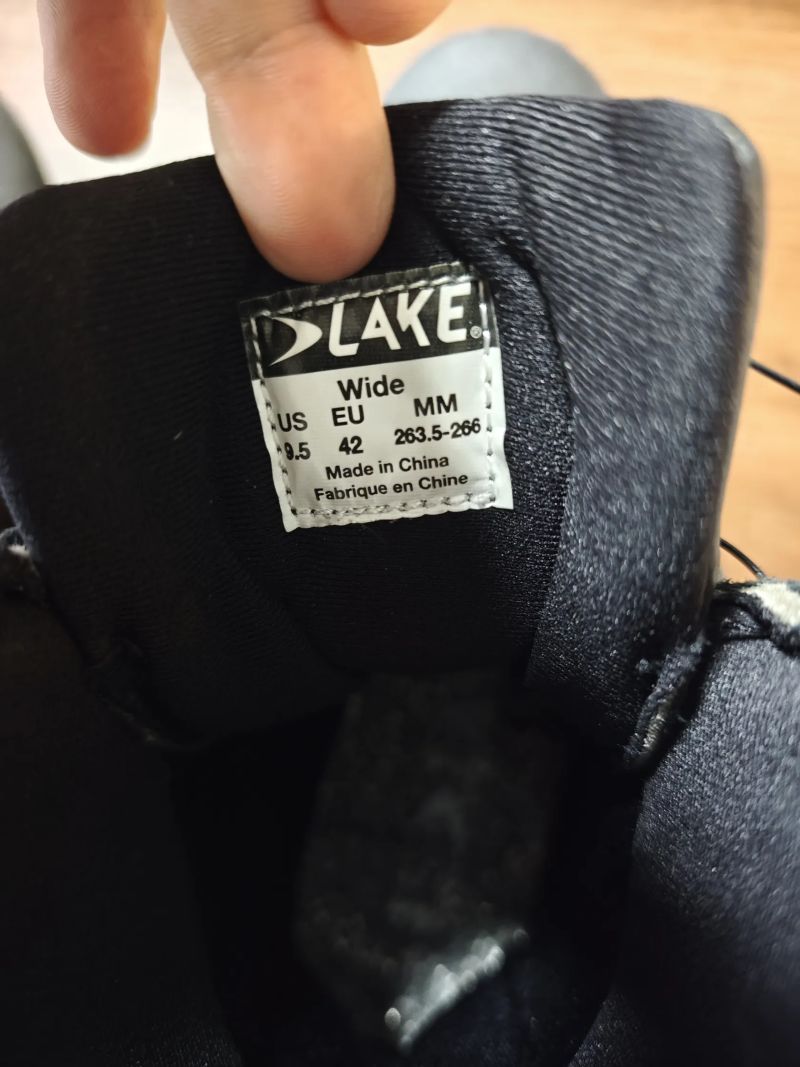 LAKE®
Wide
US EU MM
9.5 42 263.5-266
Made in China
Fabrique en Chine